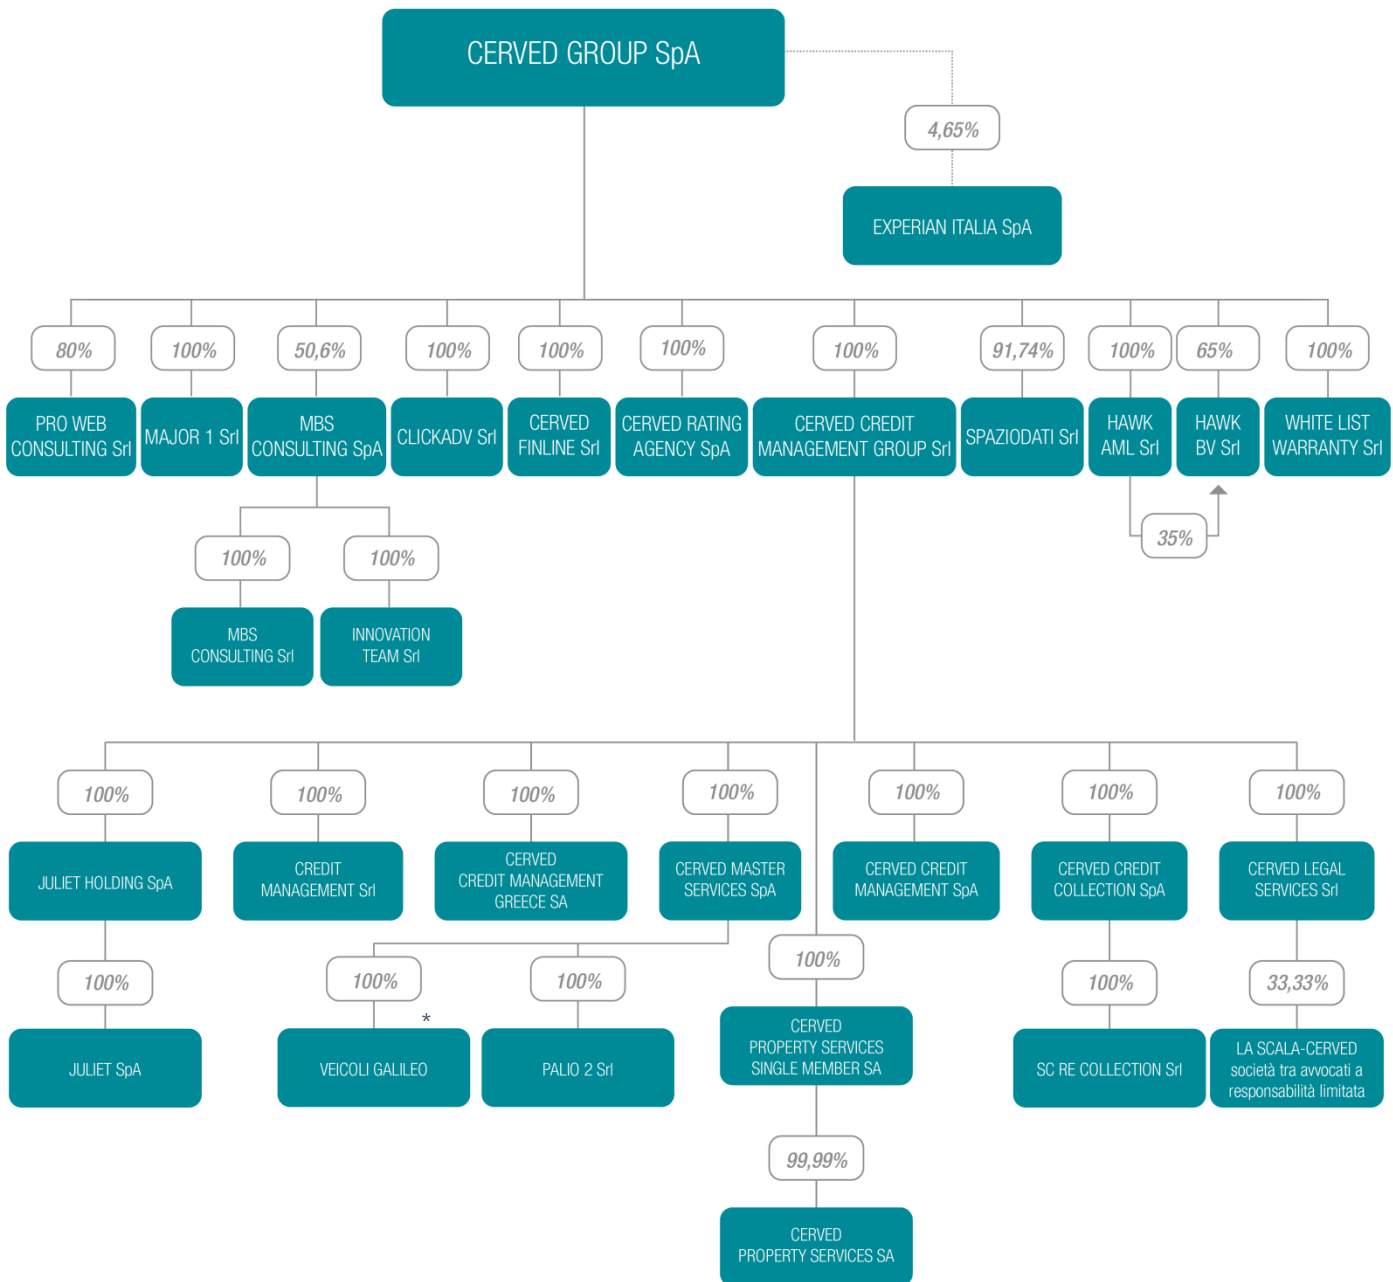 CERVED GROUP SpA
4,65%
EXPERIAN ITALIA SpA
80%
100%
50,6%
100%
100%
100%
100%
91,74%
100%
65%
100%
PRO WEB
CONSULTING Srl
MAJOR 1 Srl
MBS
CONSULTING SpA
CLICKADV Srl
CERVED
FINLINE Srl
CERVED RATING
AGENCY SpA
CERVED CREDIT
MANAGEMENT GROUP Srl
SPAZIODATI Srl
HAWK
AML Srl
HAWK
BV Srl
WHITE LIST
WARRANTY Srl
35%
100%
100%
MBS
CONSULTING Srl
INNOVATION
TEAM Srl
100%
100%
100%
100%
100%
100%
100%
JULIET HOLDING SpA
CREDIT
MANAGEMENT Srl
CERVED
CREDIT MANAGEMENT
GREECE SA
CERVED MASTER
SERVICES SpA
CERVED CREDIT
MANAGEMENT SpA
CERVED CREDIT
COLLECTION SpA
CERVED LEGAL
SERVICES Srl
100%
100%
100%
100%
100%
33,33%
*
JULIET SpA
VEICOLI GALILEO
PALIO 2 Srl
CERVED
PROPERTY SERVICES
SINGLE MEMBER SA
SC RE COLLECTION Srl
LA SCALA-CERVED
società tra avvocati a
responsabilità limitata
99,99%
CERVED
PROPERTY SERVICES SA